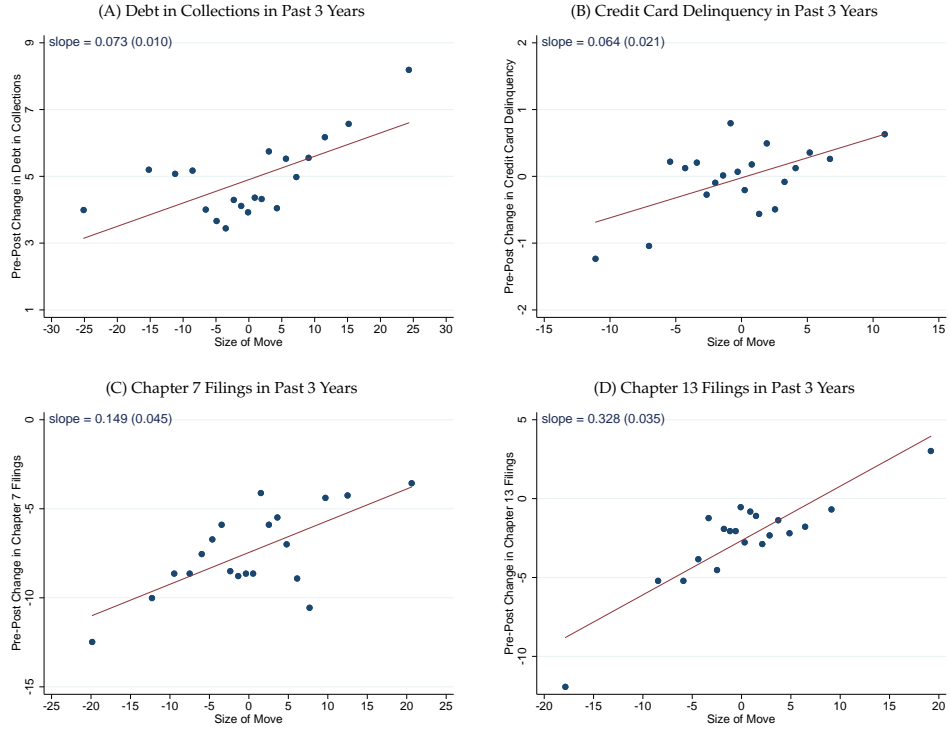 (A) Debt in Collections in Past 3 Years
slope = 0.073 (0.010)
Pre-Post Change in Debt in Collections
9
7
5
3
1
-30 -25 -20 -15 -10 -5 0 5 10 15 20 25 30
Size of Move
(B) Credit Card Delinquency in Past 3 Years
slope = 0.064 (0.021)
Pre-Post Change in Credit Card Delinquency
2
1
0
-1
-2
-15 -10 -5 0 5 10 15
Size of Move
(C) Chapter 7 Filings in Past 3 Years
slope = 0.149 (0.045)
Pre-Post Change in Chapter 7 Filings
0
-5
-10
-15
-25 -20 -15 -10 -5 0 5 10 15 20 25
Size of Move
(D) Chapter 13 Filings in Past 3 Years
slope = 0.328 (0.035)
Pre-Post Change in Chapter 13 Filings
5
0
-5
-10
-20 -15 -10 -5 0 5 10 15 20
Size of Move